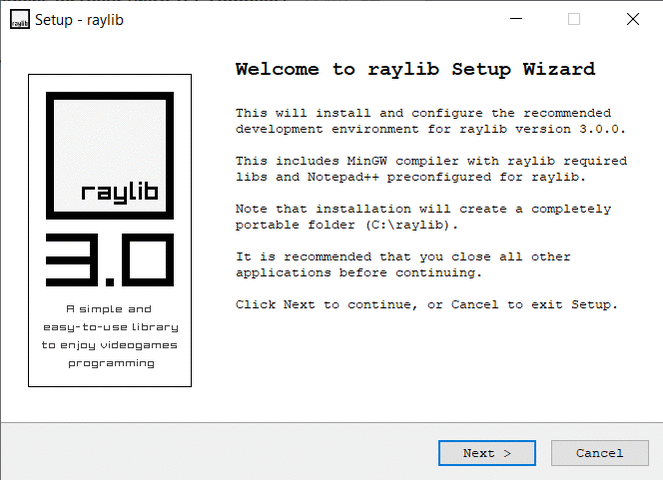 raylib
Setup - raylib
Welcome to raylib Setup Wizard
This will install and configure the recommended
development environment for raylib version 3.0.0.
This includes MinGW compiler with raylib required
libs and Notepad++ preconfigured for raylib.
Note that installation will create a completely
portable folder (C:\raylib).
It is recommended that you close all other
applications before continuing.
Click Next to continue, or Cancel to exit Setup.
raylib
3.0
A simple and
easy-to-use library
to enjoy videogames
programming
Next >
Cancel